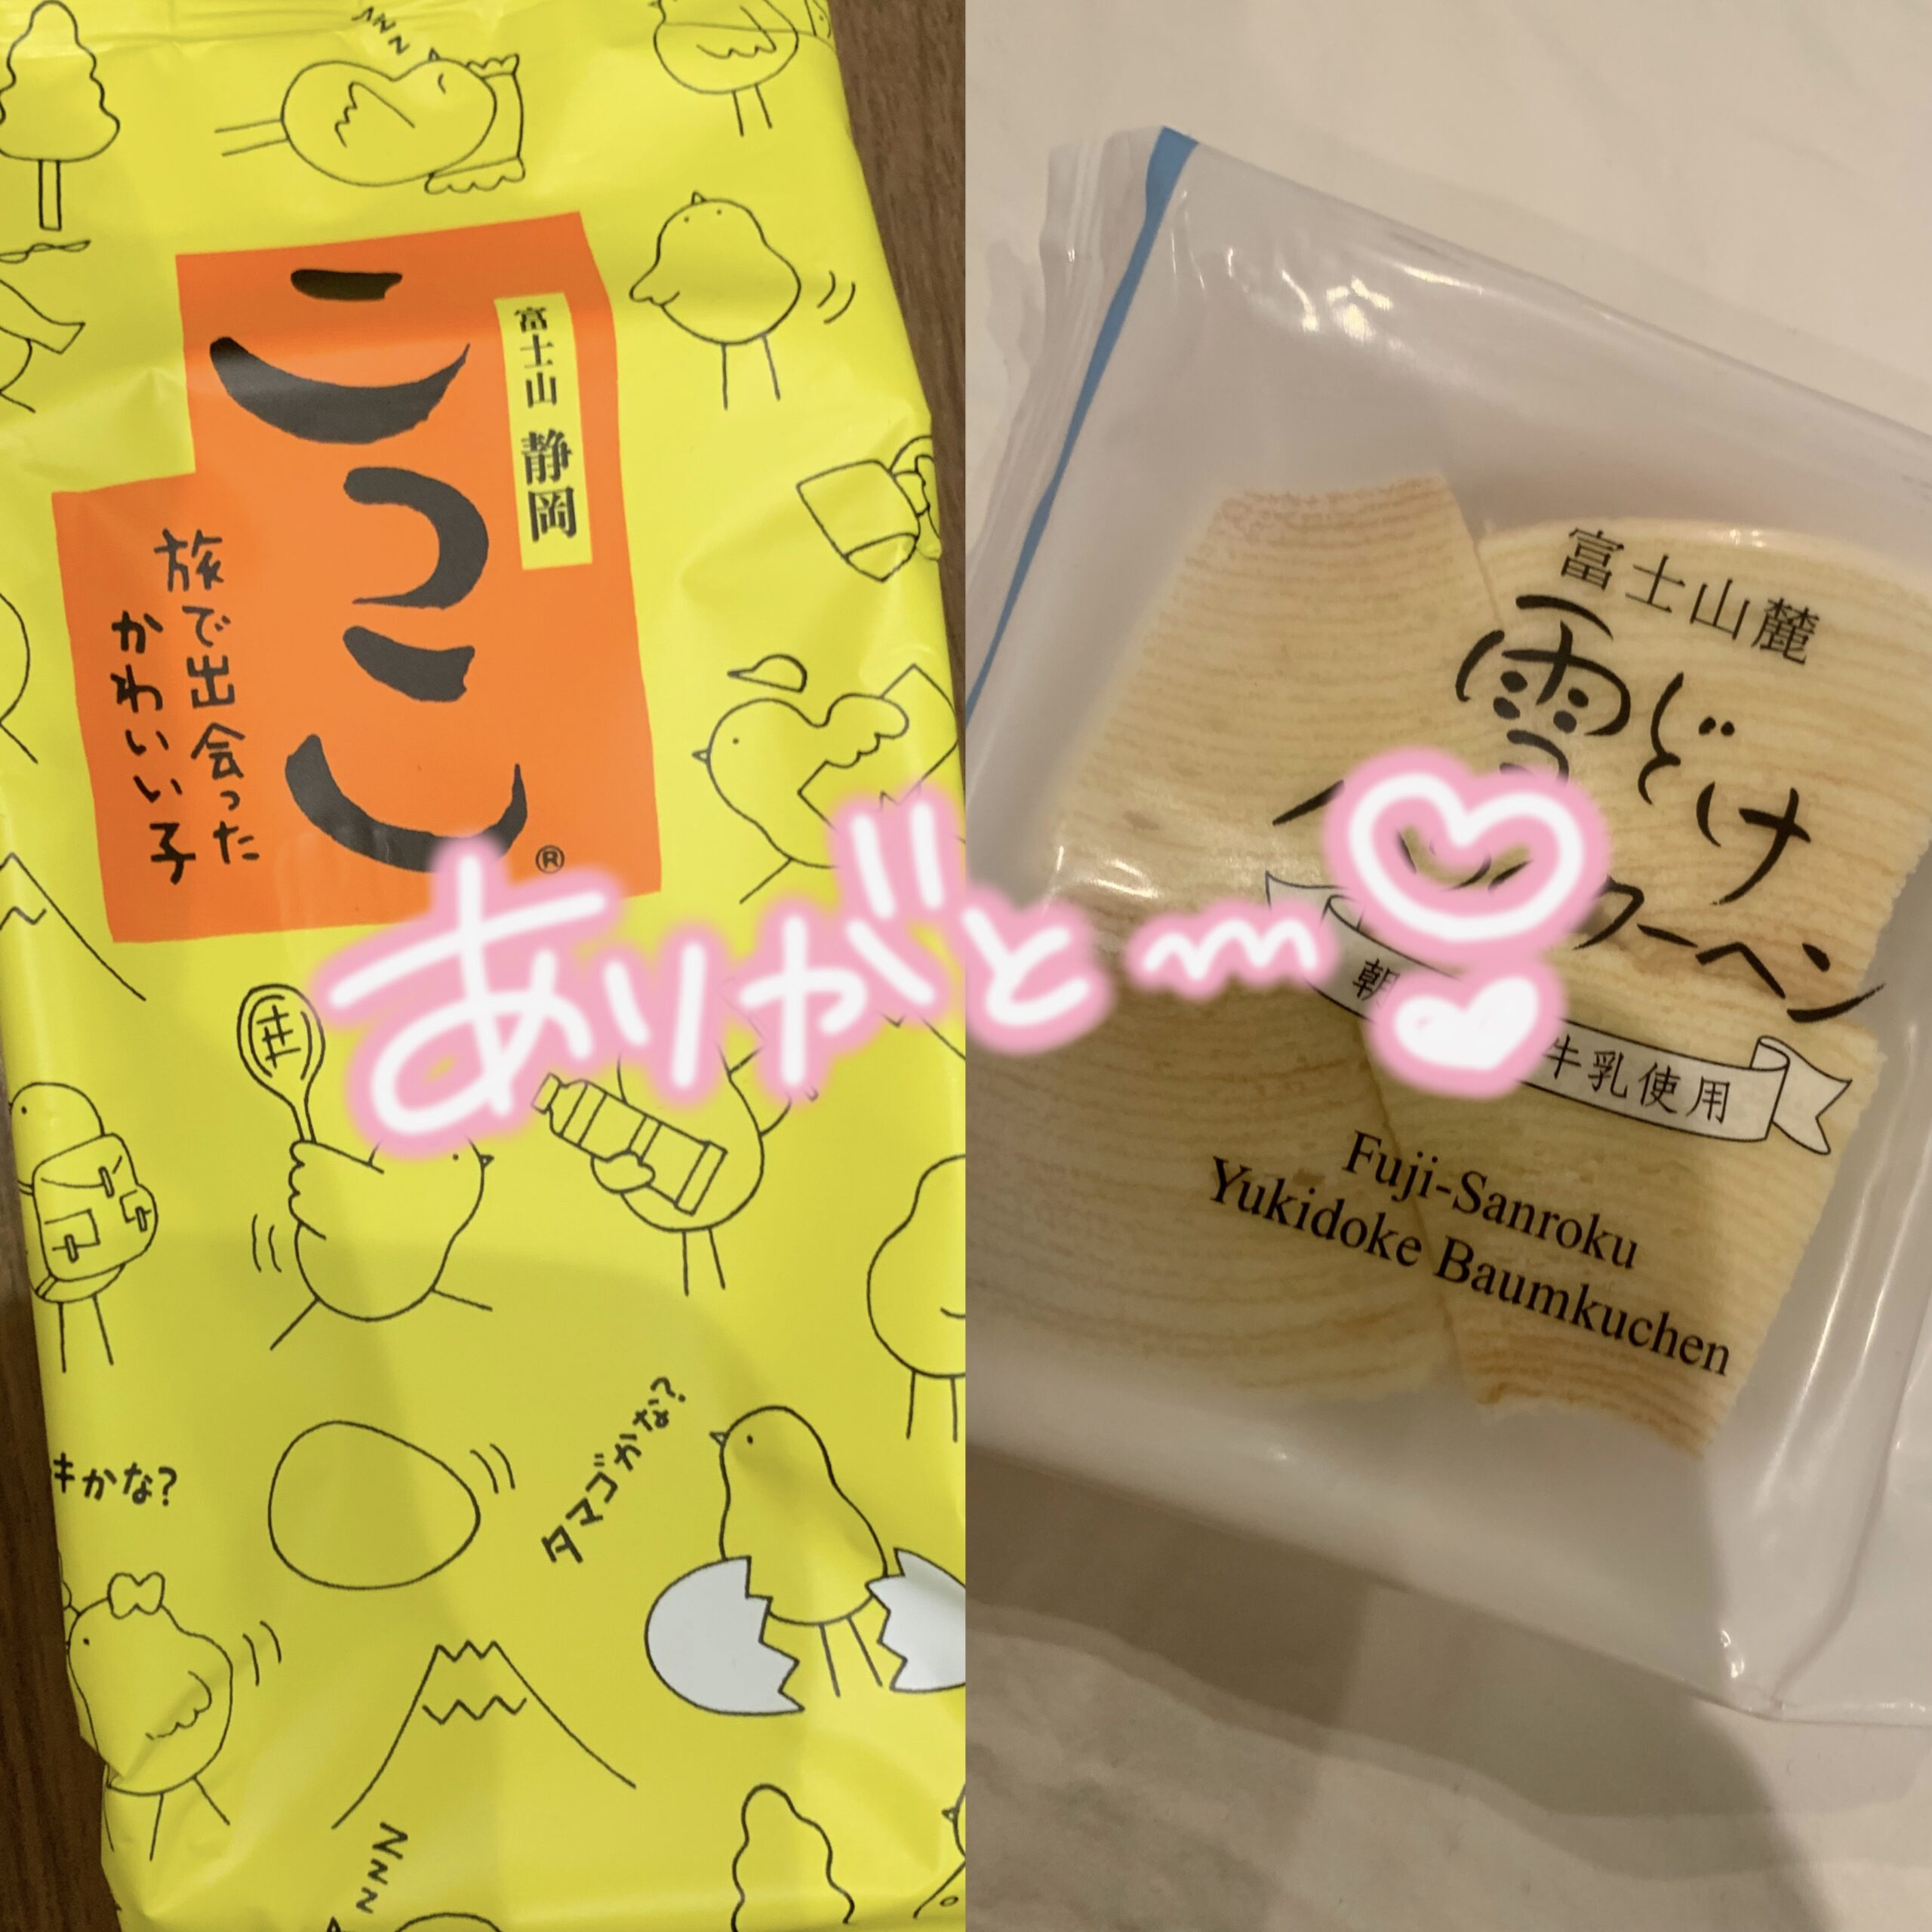 富士山 静岡
こっこ®
旅で出会った
かわいい子
タマゴかな?
キかな?
zzz
富士山麓
雪どけ
クーヘン
朝
牛乳使用
Fuji-Sanroku
Yukidoke Baumkuchen
ありがと〜♡